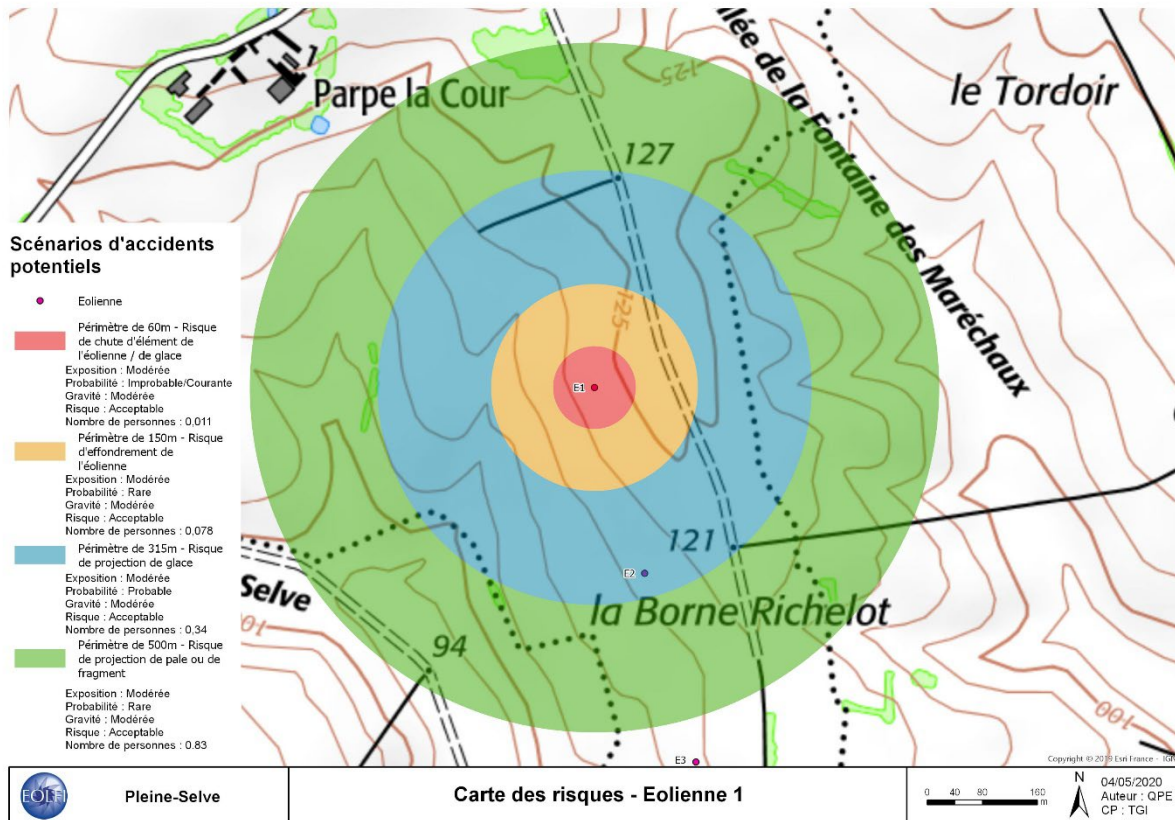 Parpe la Cour
le Tordoir
Vallée de la Fontaine des Maréchaux
125
127
125
E1
121
E2
la Borne Richelot
Selve
94
100
E3
Scénarios d'accidents
potentiels
Eolienne
Périmètre de 60m - Risque
de chute d'élément de
l'éolienne / de glace
Exposition : Modérée
Probabilité : Improbable/Courante
Gravité : Modérée
Risque : Acceptable
Nombre de personnes : 0,011
Périmètre de 150m - Risque
d'effondrement de
l'éolienne
Exposition : Modérée
Probabilité : Rare
Gravité : Modérée
Risque : Acceptable
Nombre de personnes : 0,078
Périmètre de 315m - Risque
de projection de glace
Exposition : Modérée
Probabilité : Probable
Gravité : Modérée
Risque : Acceptable
Nombre de personnes : 0,34
Périmètre de 500m - Risque
de projection de pale ou de
fragment
Exposition : Modérée
Probabilité : Rare
Gravité : Modérée
Risque : Acceptable
Nombre de personnes : 0.83
Copyright © 2019 Esri France - IGN
EOLFI
Pleine-Selve
Carte des risques - Eolienne 1
0 40 80 160
m
N
04/05/2020
Auteur : QPE
CP : TGI